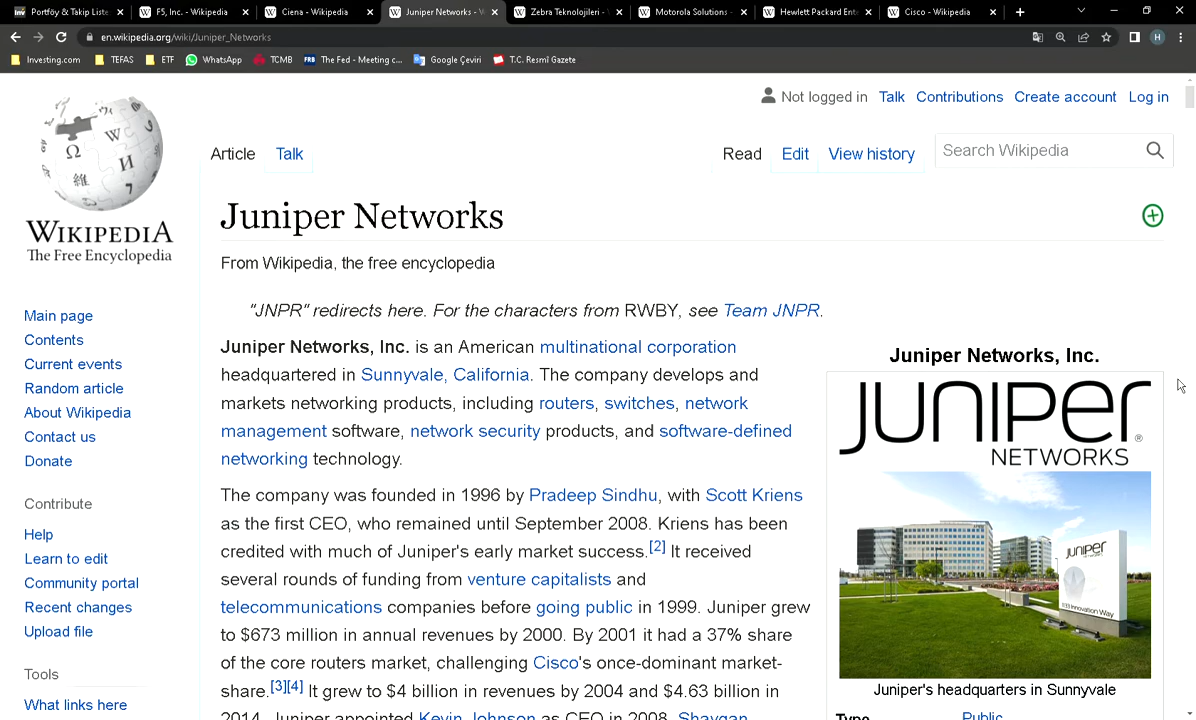 Portföy & Takip Liste
F5, Inc. - Wikipedia
Ciena - Wikipedia
Juniper Networks - W
Zebra Teknolojileri -
Motorola Solutions -
Hewlett Packard Ente
Cisco - Wikipedia
en.wikipedia.org/wiki/Juniper_Networks
Investing.com
TEFAS
ETF
WhatsApp
TCMB
FRB The Fed - Meeting c...
Google Çeviri
T.C. Resmî Gazete
Not logged in Talk Contributions Create account Log in
Article Talk
Read Edit View history
Search Wikipedia
WIKIPEDIA
The Free Encyclopedia
Main page
Contents
Current events
Random article
About Wikipedia
Contact us
Donate
Contribute
Help
Learn to edit
Community portal
Recent changes
Upload file
Tools
What links here
Juniper Networks
From Wikipedia, the free encyclopedia
"JNPR" redirects here. For the characters from RWBY, see Team JNPR.
Juniper Networks, Inc. is an American multinational corporation
headquartered in Sunnyvale, California. The company develops and
markets networking products, including routers, switches, network
management software, network security products, and software-defined
networking technology.
The company was founded in 1996 by Pradeep Sindhu, with Scott Kriens
as the first CEO, who remained until September 2008. Kriens has been
credited with much of Juniper's early market success.[2] It received
several rounds of funding from venture capitalists and
telecommunications companies before going public in 1999. Juniper grew
to $673 million in annual revenues by 2000. By 2001 it had a 37% share
of the core routers market, challenging Cisco's once-dominant market-
share.[3][4] It grew to $4 billion in revenues by 2004 and $4.63 billion in
2014. Juniper appointed Kevin Johnson as CEO in 2008, Shaygan
Juniper Networks, Inc.
JUNIPER
NETWORKS
JUNIPER
1133 Innovation Way
Juniper's headquarters in Sunnyvale
Type Public